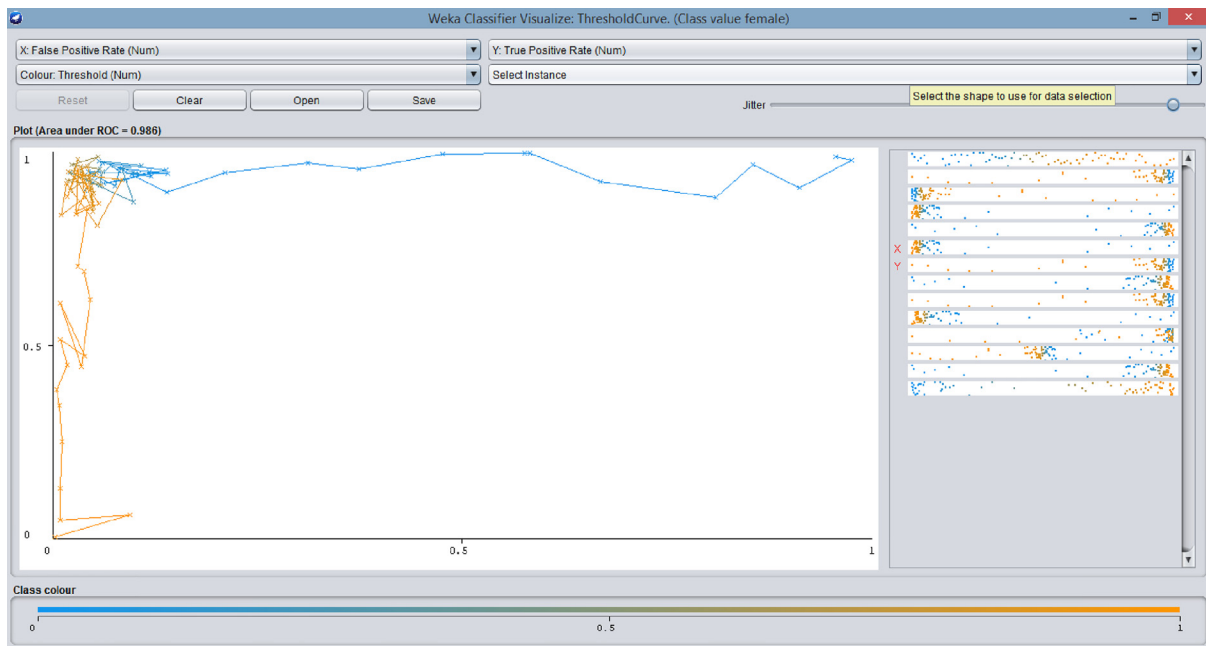 Weka Classifier Visualize: ThresholdCurve. (Class value female)
X: False Positive Rate (Num) Y: True Positive Rate (Num)
Colour: Threshold (Num) Select Instance
Reset Clear Open Save Jitter Select the shape to use for data selection
Plot (Area under ROC = 0.986)
1
X
Y
0.5
0
0 0.5 1
Class colour
0 0.5 1